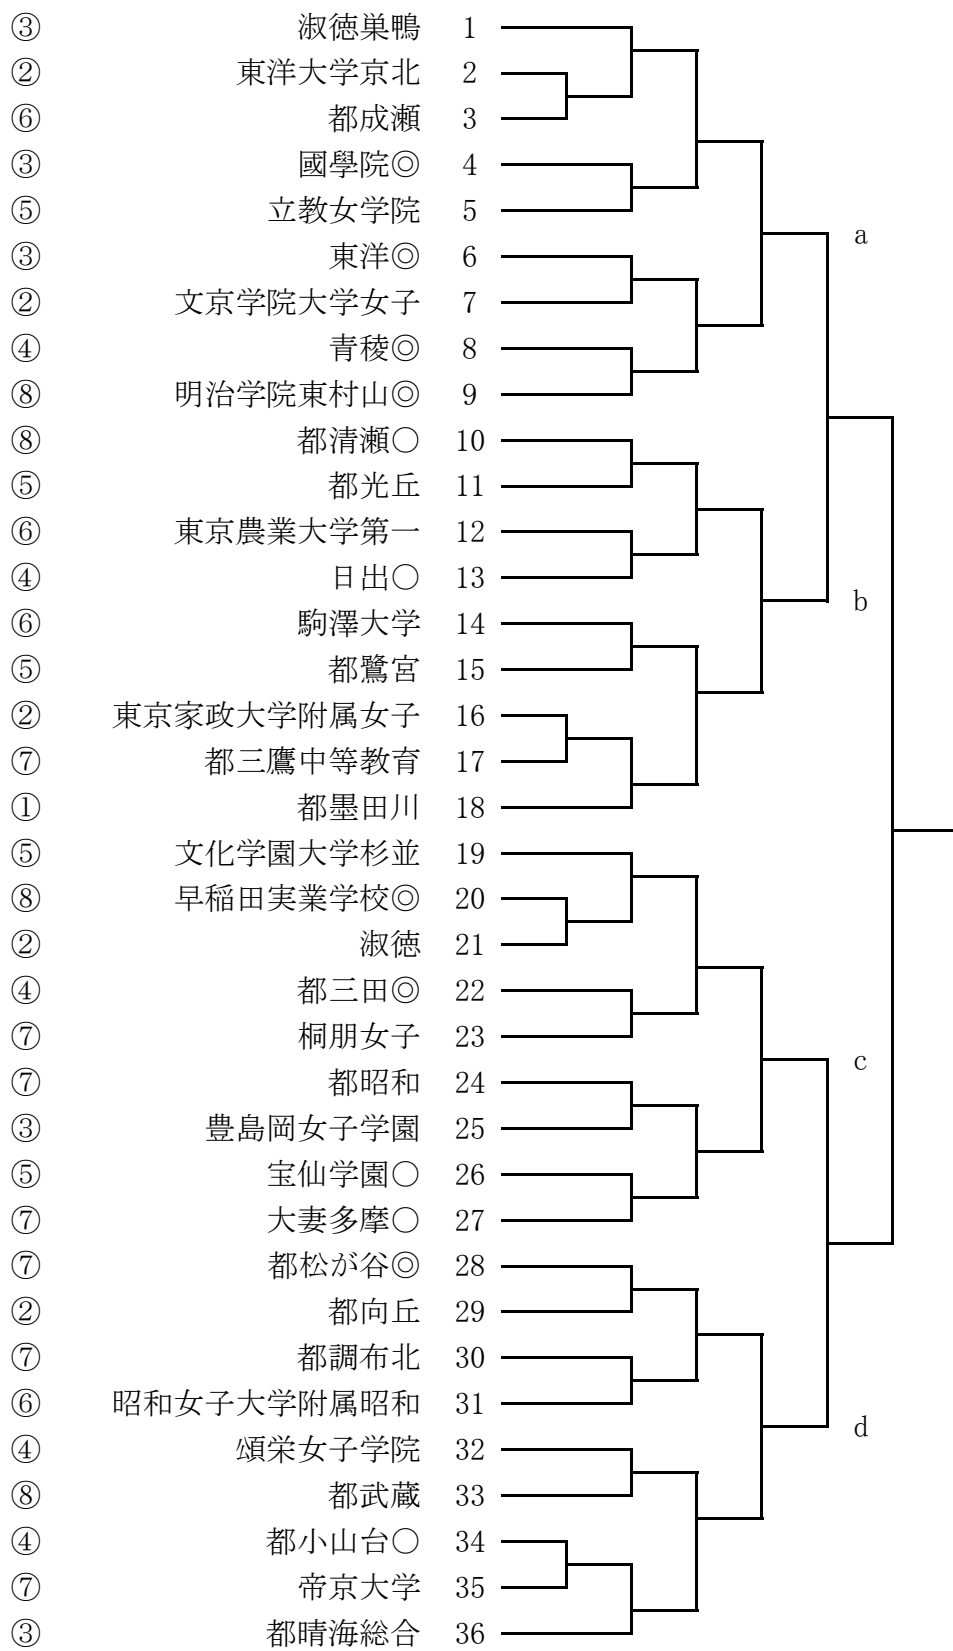 ③ 淑徳巣鴨 1
② 東洋大学京北 2
⑥ 都成瀬 3
③ 國學院◎ 4
⑤ 立教女学院 5
a
③ 東洋◎ 6
② 文京学院大学女子 7
④ 青稜◎ 8
⑧ 明治学院東村山◎ 9
⑧ 都清瀬○ 10
⑤ 都光丘 11
⑥ 東京農業大学第一 12
④ 日出○ 13
b
⑥ 駒澤大学 14
⑤ 都鷺宮 15
② 東京家政大学附属女子 16
⑦ 都三鷹中等教育 17
① 都墨田川 18
⑤ 文化学園大学杉並 19
⑧ 早稲田実業学校◎ 20
② 淑徳 21
④ 都三田◎ 22
⑦ 桐朋女子 23
c
⑦ 都昭和 24
③ 豊島岡女子学園 25
⑤ 宝仙学園○ 26
⑦ 大妻多摩○ 27
⑦ 都松が谷◎ 28
② 都向丘 29
⑦ 都調布北 30
⑥ 昭和女子大学附属昭和 31
d
④ 頌栄女子学院 32
⑧ 都武蔵 33
④ 都小山台○ 34
⑦ 帝京大学 35
③ 都晴海総合 36